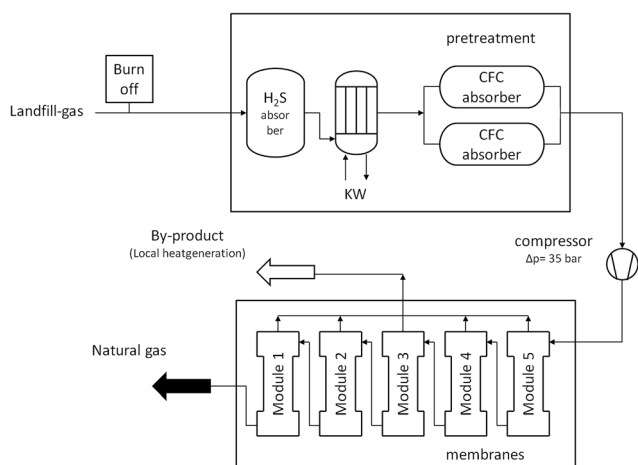 pretreatment
Burn
off
Landfill-gas
H₂S
absor
ber
CFC
absorber
CFC
absorber
KW
By-product
(Local heatgeneration)
compressor
Δp= 35 bar
Natural gas
Module 1
Module 2
Module 3
Module 4
Module 5
membranes